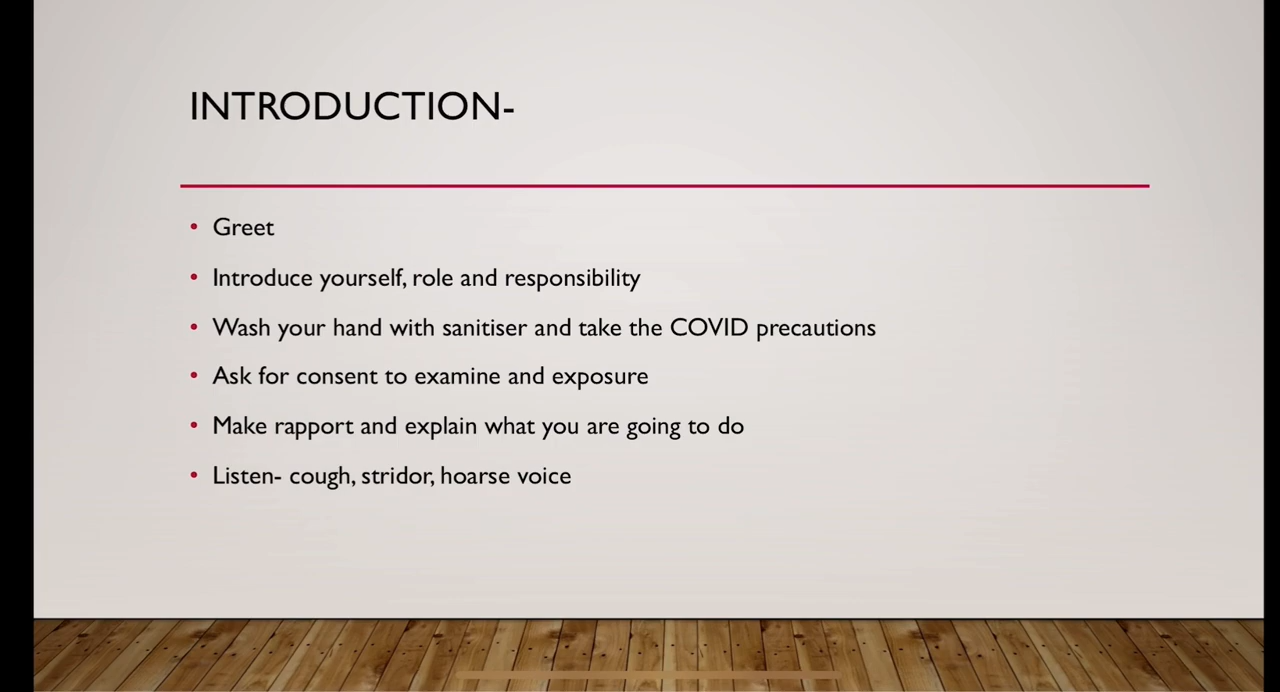 INTRODUCTION-
• Greet
• Introduce yourself, role and responsibility
• Wash your hand with sanitiser and take the COVID precautions
• Ask for consent to examine and exposure
• Make rapport and explain what you are going to do
• Listen- cough, stridor, hoarse voice